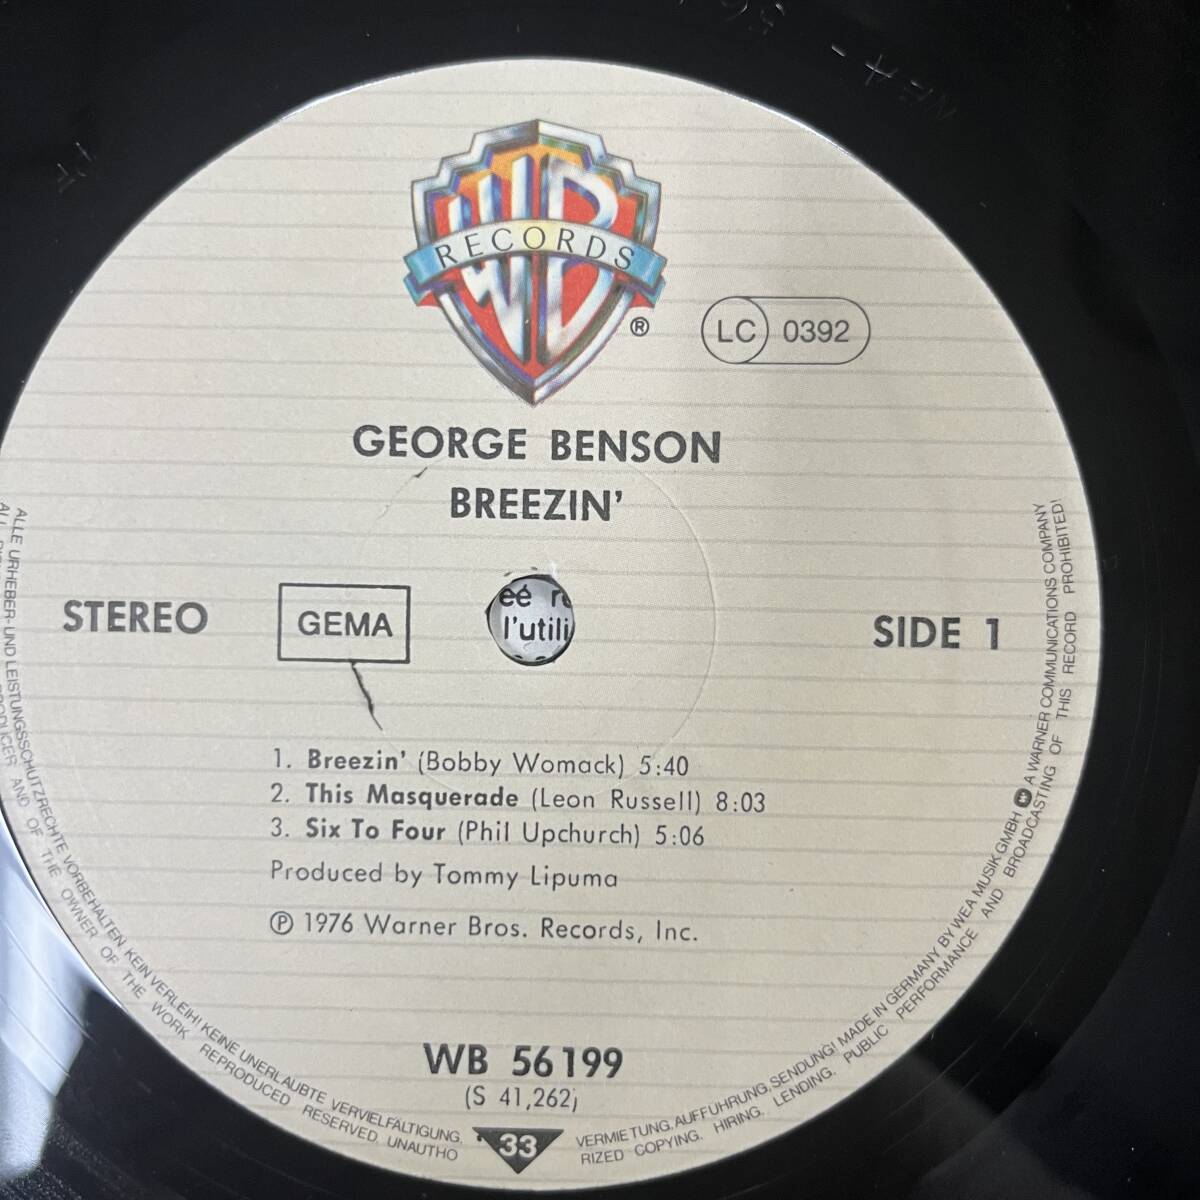 WB
RECORDS
®
LC 0392
GEORGE BENSON
BREEZIN'
STEREO
GEMA
eé
l'utili
SIDE 1
1. Breezin' (Bobby Womack) 5:40
2. This Masquerade (Leon Russell) 8:03
3. Six To Four (Phil Upchurch) 5:06
Produced by Tommy Lipuma
Ⓟ 1976 Warner Bros. Records, Inc.
WB 56199
(S 41,262)
33
ALLE URHEBER- UND LEISTUNGSSCHUTZRECHTE VORBEHALTEN. KEIN VERLEIH! KEINE UNERLAUBTE VERVIELFÄLTIGUNG, VERMIETUNG, AUFFÜHRUNG, SENDUNG! MADE IN GERMANY BY WEA MUSIK GMBH A WARNER COMMUNICATIONS COMPANY
ALL PRODUCER AND OF THE OWNER OF THE WORK REPRODUCED RESERVED. UNAUTHORIZED COPYING, HIRING, LENDING, PUBLIC PERFORMANCE AND BROADCASTING OF THIS RECORD PROHIBITED!